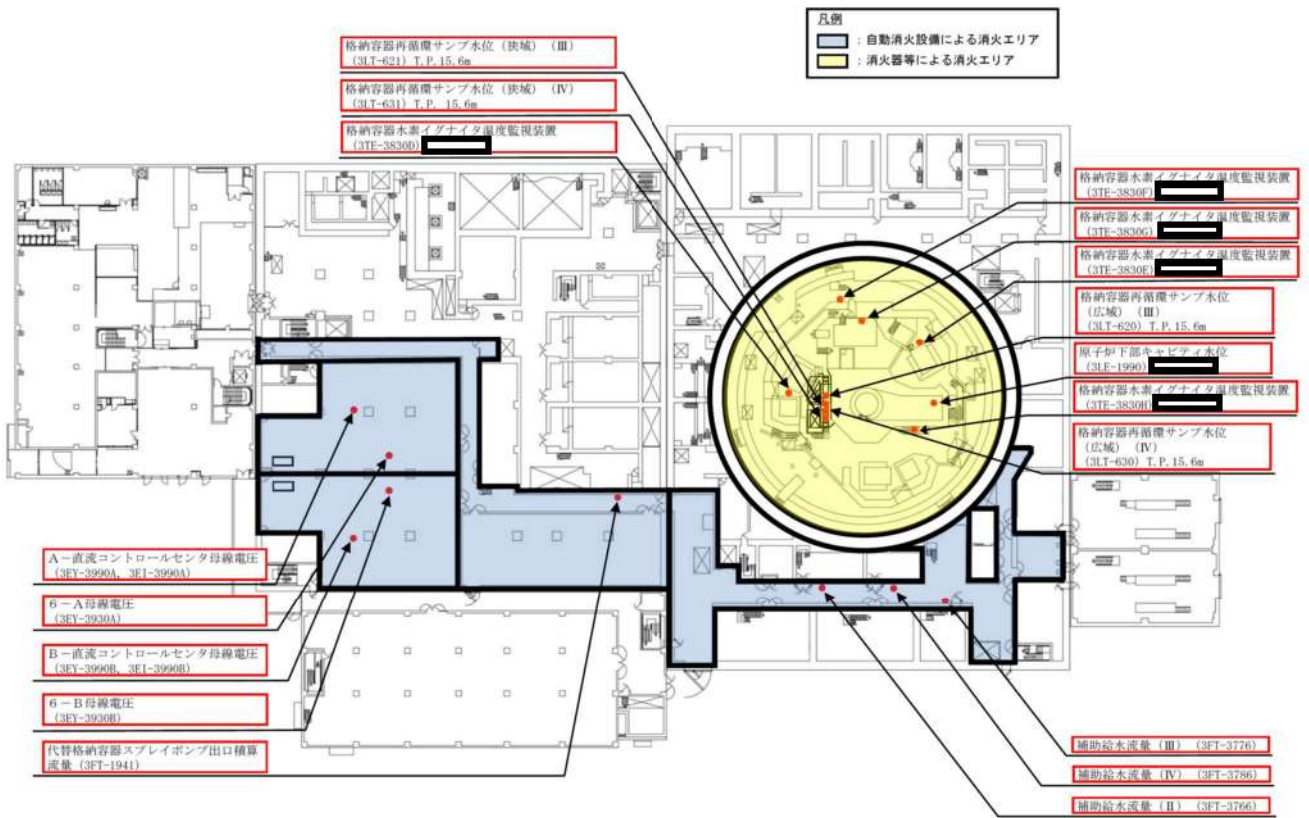 凡例
：自動消火設備による消火エリア
：消火器等による消火エリア
格納容器再循環サンプ水位（狭域）（Ⅲ）
(3LT-621) T.P.15.6m
格納容器再循環サンプ水位（狭域）（Ⅳ）
(3LT-631) T.P. 15.6m
格納容器水素イグナイタ温度監視装置
(3TE-3830D)
格納容器水素イグナイタ温度監視装置
(3TE-3830F)
格納容器水素イグナイタ温度監視装置
(3TE-3830G)
格納容器水素イグナイタ温度監視装置
(3TE-3830E)
格納容器再循環サンプ水位
（広域）（Ⅲ）
(3LT-620) T.P.15.6m
原子炉下部キャビティ水位
(3LE-1990)
格納容器水素イグナイタ温度監視装置
(3TE-3830H)
格納容器再循環サンプ水位
（広域）（Ⅳ）
(3LT-630) T.P.15.6m
A－直流コントロールセンタ母線電圧
(3EY-3990A, 3EI-3990A)
6－A母線電圧
(3EY-3930A)
B－直流コントロールセンタ母線電圧
(3EY-3990B, 3EI-3990B)
6－B母線電圧
(3EY-3930B)
代替格納容器スプレイポンプ出口積算
流量 (3FT-1941)
補助給水流量（Ⅲ） (3FT-3776)
補助給水流量（Ⅳ） (3FT-3786)
補助給水流量（Ⅱ） (3FT-3766)